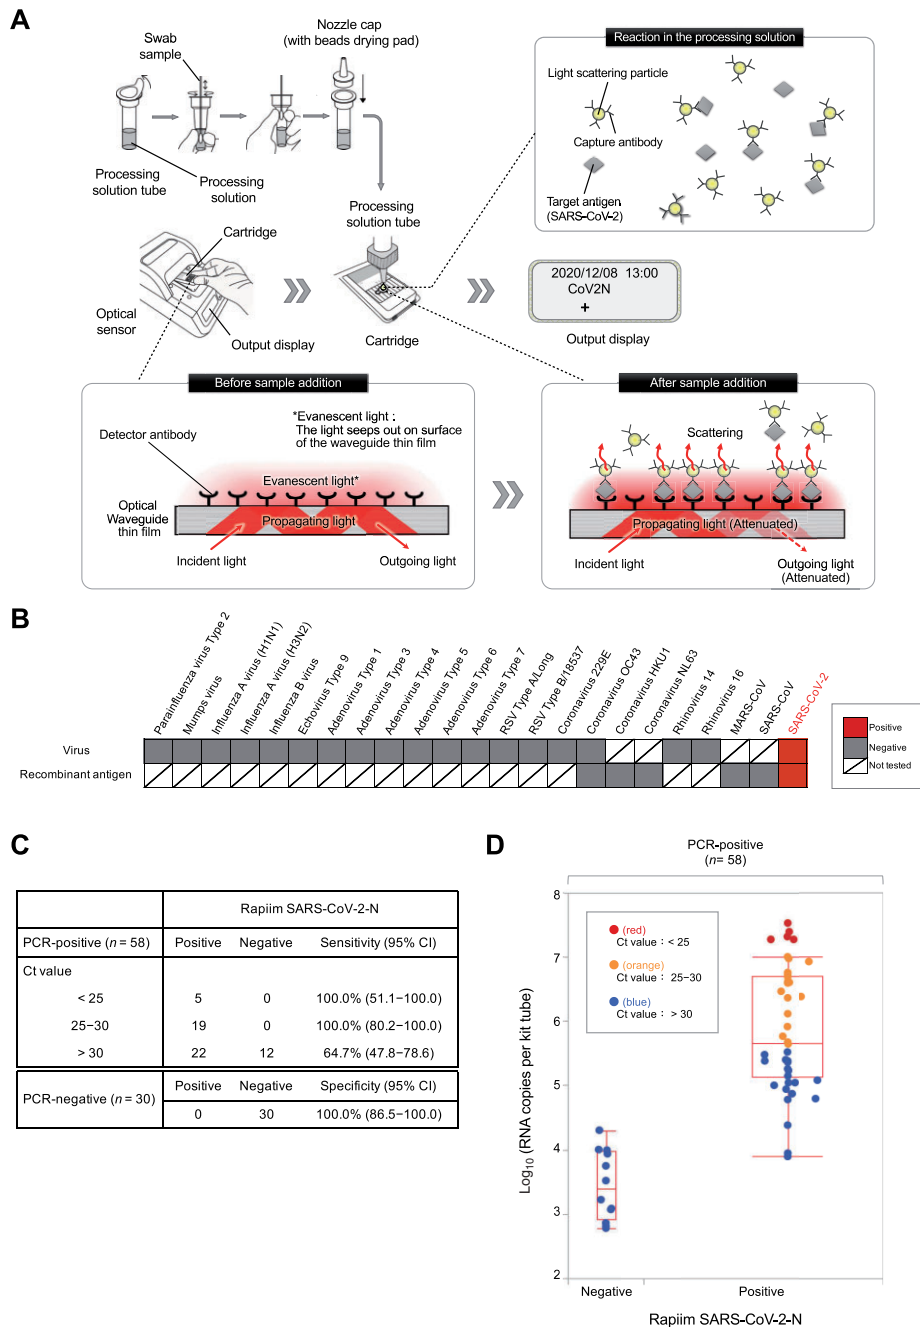 A
Swab
sample
Nozzle cap
(with beads drying pad)
Processing
solution tube
Processing
solution
Processing
solution tube
Reaction in the processing solution
Light scattering particle
Capture antibody
Target antigen
(SARS-CoV-2)
Cartridge
Optical
sensor
Output display
Cartridge
2020/12/08 13:00
CoV2N
+
Output display
Before sample addition
*Evanescent light :
The light seeps out on surface
of the waveguide thin film
Detector antibody
Evanescent light*
Optical
Waveguide
thin film
Propagating light
Incident light
Outgoing light
After sample addition
Scattering
Propagating light (Attenuated)
Incident light
Outgoing light
(Attenuated)
B
Parainfluenza virus Type 2
Mumps virus
Influenza A virus (H1N1)
Influenza A virus (H3N2)
Influenza B virus
Echovirus Type 9
Adenovirus Type 1
Adenovirus Type 3
Adenovirus Type 4
Adenovirus Type 5
Adenovirus Type 6
Adenovirus Type 7
RSV Type A/Long
RSV Type B/18537
Coronavirus 229E
Coronavirus OC43
Coronavirus HKU1
Coronavirus NL63
Rhinovirus 14
Rhinovirus 16
MARS-CoV
SARS-CoV
SARS-CoV-2
Virus
Recombinant antigen
Positive
Negative
Not tested
C
Rapiim SARS-CoV-2-N
PCR-positive (n = 58) Positive Negative Sensitivity (95% CI)
Ct value
< 25 5 0 100.0% (51.1−100.0)
25−30 19 0 100.0% (80.2−100.0)
> 30 22 12 64.7% (47.8−78.6)
PCR-negative (n = 30) Positive Negative Specificity (95% CI)
0 30 100.0% (86.5−100.0)
D
PCR-positive
(n= 58)
(red)
Ct value : < 25
(orange)
Ct value : 25-30
(blue)
Ct value : > 30
8
7
6
5
4
3
2
Log10 (RNA copies per kit tube)
Negative
Positive
Rapiim SARS-CoV-2-N